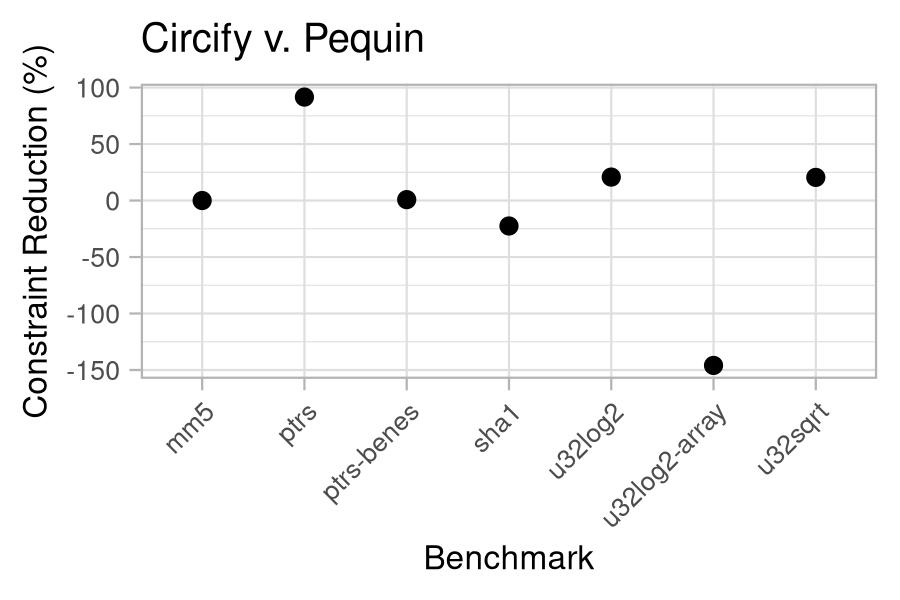 Circify v. Pequin
Constraint Reduction (%)
100
50
0
-50
-100
-150
mm5
ptrs
ptrs-benes
sha1
u32log2
u32log2-array
u32sqrt
Benchmark